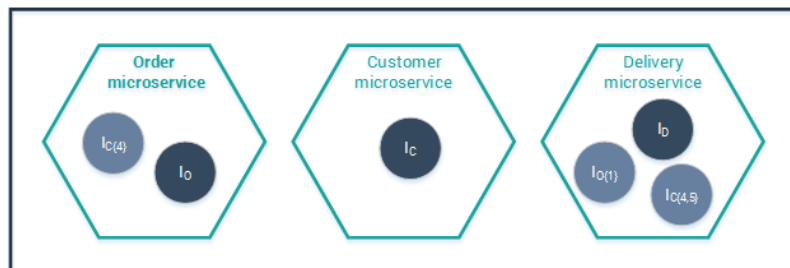 Order
microservice
Customer
microservice
Delivery
microservice
I_C{4}
I_O
I_C
I_D
I_O{1}
I_C{4,5}